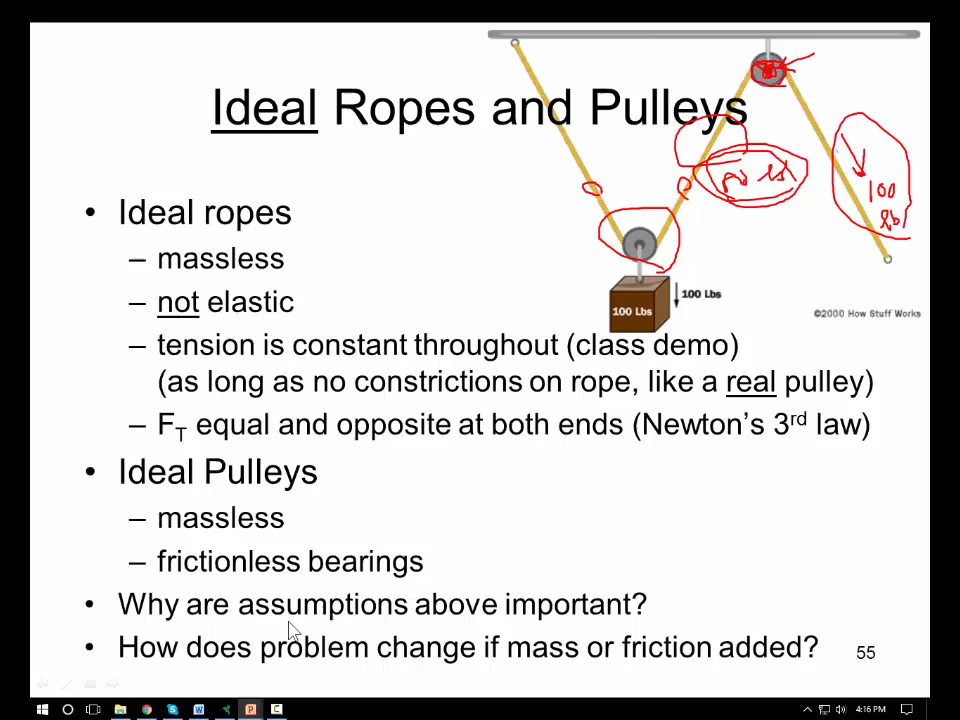 Ideal Ropes and Pulleys
• Ideal ropes
– massless
– not elastic
– tension is constant throughout (class demo)
(as long as no constrictions on rope, like a real pulley)
– FT equal and opposite at both ends (Newton's 3rd law)
• Ideal Pulleys
– massless
– frictionless bearings
• Why are assumptions above important?
• How does problem change if mass or friction added?
100
lb
100 Lbs
100 Lbs
©2000 How Stuff Works
55
4:16 PM